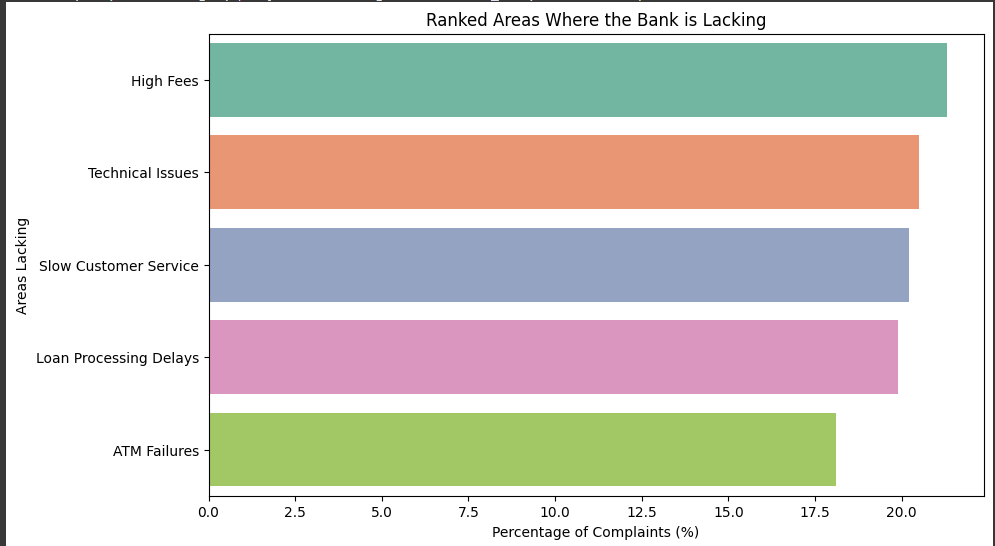 Ranked Areas Where the Bank is Lacking
High Fees
Technical Issues
Slow Customer Service
Loan Processing Delays
ATM Failures
Areas Lacking
0.0 2.5 5.0 7.5 10.0 12.5 15.0 17.5 20.0
Percentage of Complaints (%)